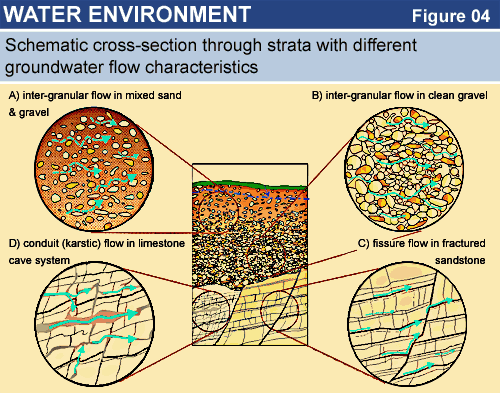 WATER ENVIRONMENT
Figure 04
Schematic cross-section through strata with different
groundwater flow characteristics
A) inter-granular flow in mixed sand
& gravel
B) inter-granular flow in clean gravel
D) conduit (karstic) flow in limestone
cave system
C) fissure flow in fractured
sandstone